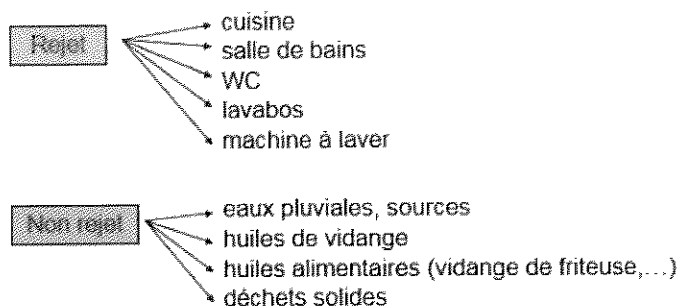 cuisine
Rejet
salle de bains
WC
lavabos
machine à laver
eaux pluviales, sources
Non rejet
huiles de vidange
huiles alimentaires (vidange de friteuse,...)
déchets solides